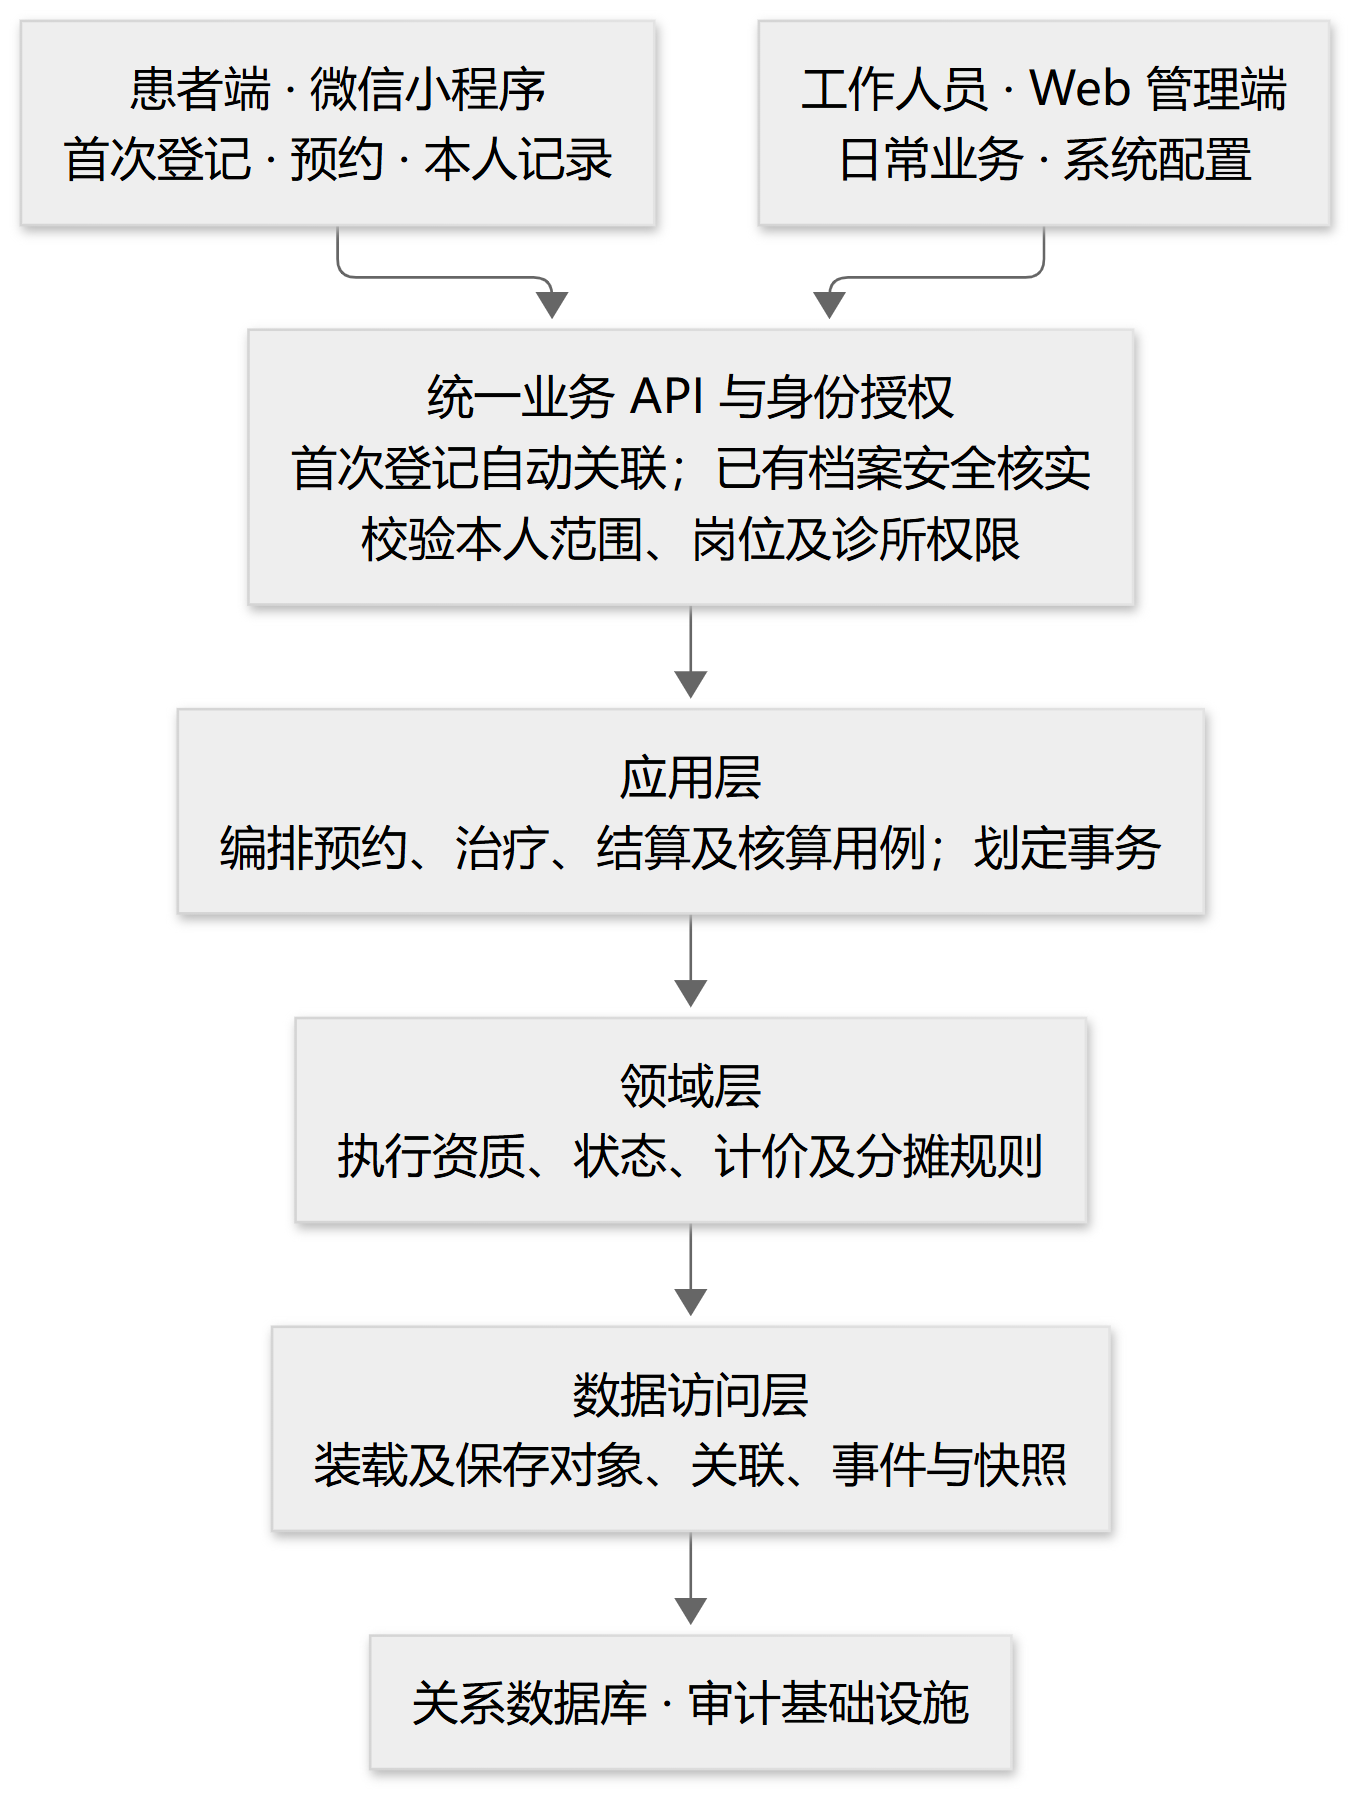 患者端 · 微信小程序
首次登记 · 预约 · 本人记录
工作人员 · Web 管理端
日常业务 · 系统配置
统一业务 API 与身份授权
首次登记自动关联；已有档案安全核实
校验本人范围、岗位及诊所权限
应用层
编排预约、治疗、结算及核算用例；划定事务
领域层
执行资质、状态、计价及分摊规则
数据访问层
装载及保存对象、关联、事件与快照
关系数据库 · 审计基础设施